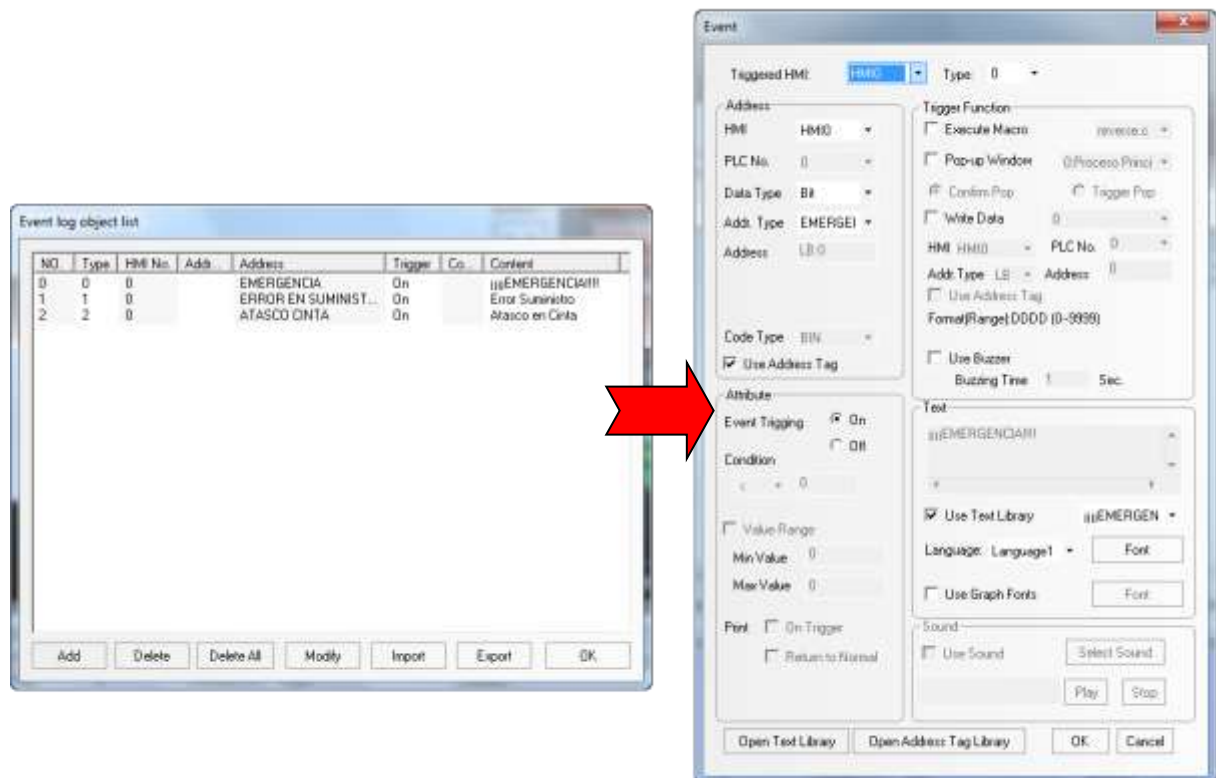 Event log object list
NO. Type HMI No. Addr. Address Trigger Co... Content
0 0 0 EMERGENCIA On ¡¡¡EMERGENCIA!!!
1 1 0 ERROR EN SUMINIST... On Error Suministro
2 2 0 ATASCO CINTA On Atasco en Cinta
Add Delete Delete All Modify Import Export OK
Event
Triggered HMI: HMI0 Type 0
Address
HMI HMI0
PLC No. 0
Data Type Bit
Addr. Type EMERGEI
Address LB 0
Code Type BIN
Use Address Tag
Attribute
Event Trigging On
Off
Condition
< 0
Value Range
Min Value 0
Max Value 0
Print On Trigger
Return to Normal
Trigger Function
Execute Macro reverse.c
Pop-up Window 0:Proceso Princi
Confirm Pop Trigger Pop
Write Data 0
HMI HMI0 PLC No. 0
Addr. Type LB Address 0
Use Address Tag
Format(Range):DDDD (0~9999)
Use Buzzer
Buzzing Time 1 Sec.
Text
¡¡¡EMERGENCIA!!!
Use Text Library ¡¡¡EMERGEN
Language: Language1 Font
Use Graph Fonts Font
Sound
Use Sound Select Sound
Play Stop
Open Text Library Open Address Tag Library OK Cancel